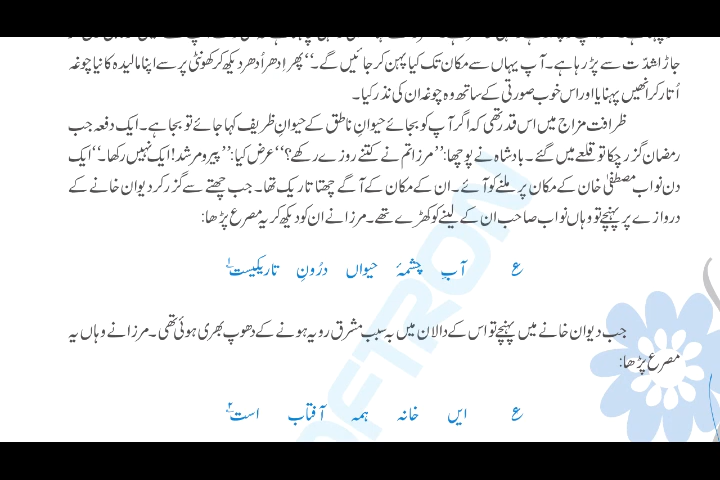 جاڑا شدّت سے پڑ رہا ہے۔ آپ یہاں سے مکان تک کیا پہن کر جائیں گے۔“ پھر اِدھر اُدھر دیکھ کر کھونٹی پر سے اپنا مالیدہ کا نیا چوغہ
اُتار کر انھیں پہنا یا اور اس خوب صورتی کے ساتھ وہ چوغہ ان کی نذر کیا۔
ظرافت مزاج میں اس قدر تھی کہ اگر آپ کو بجائے حیوانِ ناطق کے حیوانِ ظریف کہا جائے تو بجا ہے۔ ایک دفعہ جب
رمضان گزر چکا تو قلعے میں گئے۔ بادشاہ نے پوچھا: ”مرزا تم نے کتنے روزے رکھے؟“ عرض کیا: ”پیر و مرشد! ایک نہیں رکھا۔“ ایک
دن نواب مصطفیٰ خان کے مکان پر ملنے کو آئے۔ ان کے مکان کے آگے چھتا تاریک تھا۔ جب چھتے سے گزر کر دیوان خانے کے
دروازے پر پہنچے تو وہاں نواب صاحب ان کے لینے کو کھڑے تھے۔ مرزا نے ان کو دیکھ کر یہ مصرع پڑھا:
ع آبِ چشمۂ حیواں درُونِ تاریکیست۱
جب دیوان خانے میں پہنچے تو اس کے دالان میں بہ سبب مشرق رویہ ہونے کے دھوپ بھری ہوئی تھی۔ مرزا نے وہاں یہ
مصرع پڑھا:
ع ایں خانہ ہمہ آفتاب است۲